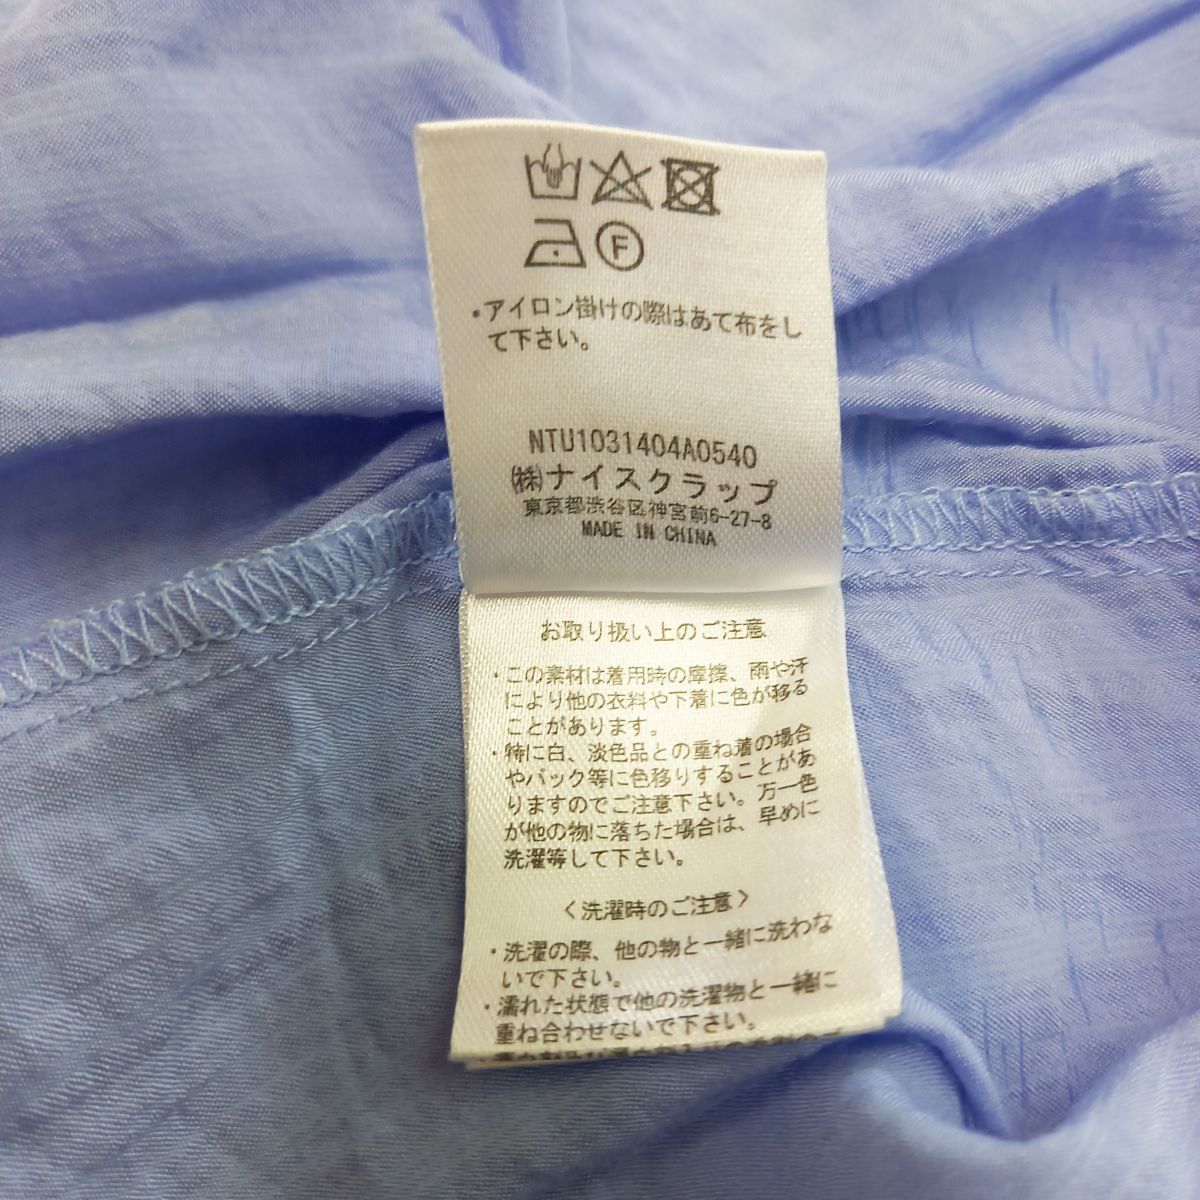 F
・アイロン掛けの際はあて布をし
て下さい。
NTU1031404A0540
㈱ナイスクラップ
東京都渋谷区神宮前6-27-8
MADE IN CHINA
お取り扱い上のご注意
・この素材は着用時の摩擦、雨や汗
により他の衣料や下着に色が移る
ことがあります。
・特に白、淡色品との重ね着の場合
やバック等に色移りすることがあ
りますのでご注意下さい。万一色
が他の物に落ちた場合は、早めに
洗濯等して下さい。
〈洗濯時のご注意〉
・洗濯の際、他の物と一緒に洗わな
いで下さい。
・濡れた状態で他の洗濯物と一緒に
重ね合わせないで下さい。